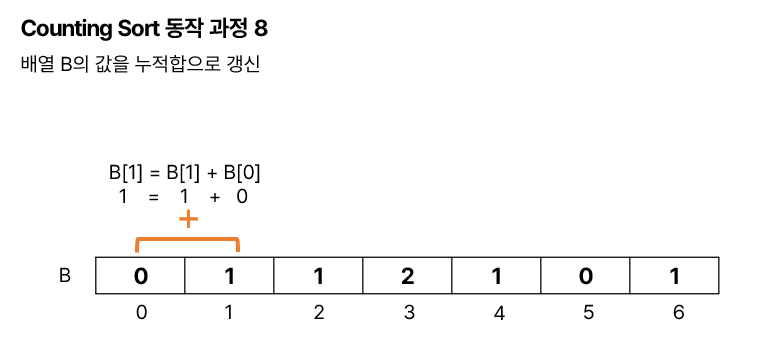 Counting Sort 동작 과정 8
배열 B의 값을 누적합으로 갱신
B[1] = B[1] + B[0]
1 = 1 + 0
+
B 0 1 1 2 1 0 1
0 1 2 3 4 5 6